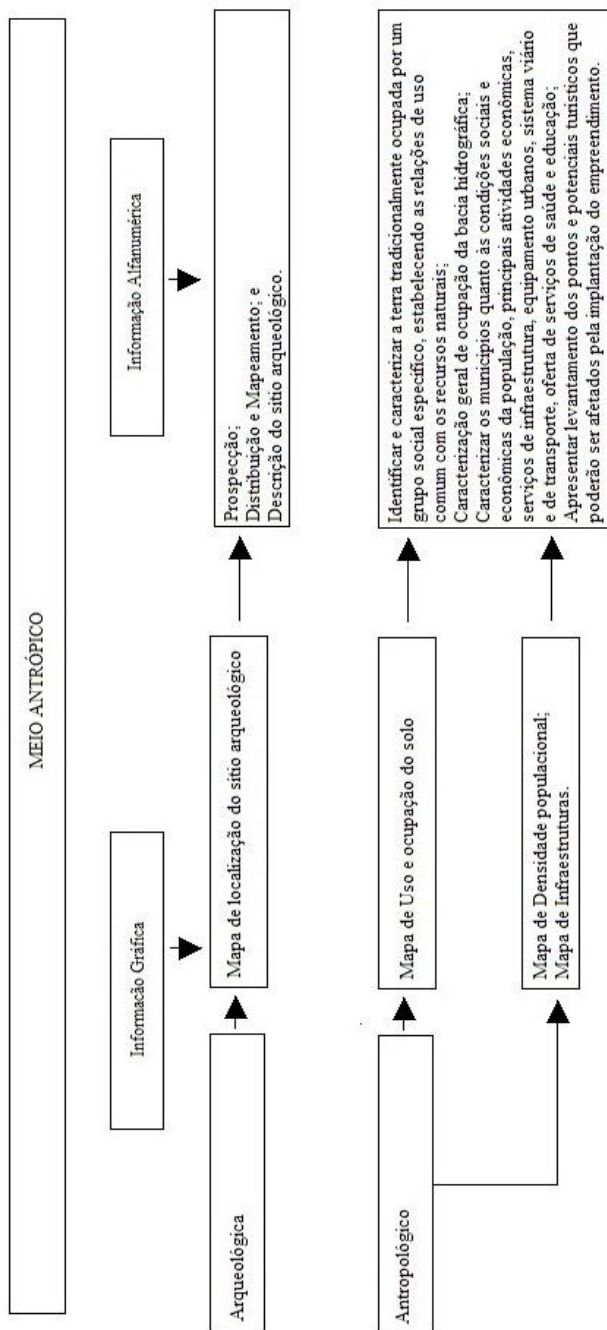 MEIO ANTRÓPICO
Informacão Gráfica
Informação Alfanumérica
Arqueológica
Mapa de localização do sítio arqueológico
Prospecção;
Distribuição e Mapeamento; e
Descrição do sítio arqueológico.
Antropológico
Mapa de Uso e ocupação do solo
Mapa de Densidade populacional;
Mapa de Infraestruturas.
Identificar e caracterizar a terra tradicionalmente ocupada por um
grupo social específico, estabelecendo as relações de uso
comum com os recursos naturais;
Caracterização geral de ocupação da bacia hidrográfica;
Caracterizar os municípios quanto às condições sociais e
econômicas da população, principais atividades econômicas,
serviços de infraestrutura, equipamento urbanos, sistema viário
e de transporte, oferta de serviços de saúde e educação;
Apresentar levantamento dos pontos e potenciais turísticos que
poderão ser afetados pela implantação do empreendimento.